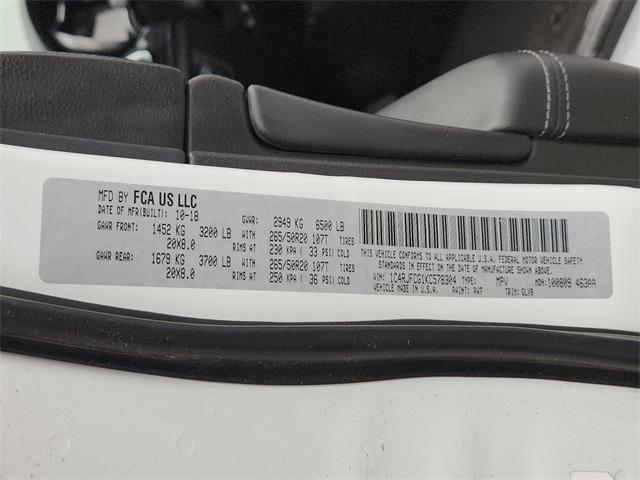 MFD BY FCA US LLC
DATE OF MFR(BUILT): 10-18 GVWR: 2949 KG 6500 LB
GAWR FRONT: 1452 KG 3200 LB WITH 265/50R20 107T TIRES
20X8.0 RIMS AT 230 KPA ( 33 PSI) COLD
GAWR REAR: 1679 KG 3700 LB WITH 265/50R20 107T TIRES
20X8.0 RIMS AT 250 KPA ( 36 PSI) COLD
THIS VEHICLE CONFORMS TO ALL APPLICABLE U.S.A. FEDERAL MOTOR VEHICLE SAFETY
STANDARDS IN EFFECT ON THE DATE OF MANUFACTURE SHOWN ABOVE.
VIN: TYPE: MPV MDH:100809 463AA
VEHICLE MADE IN U.S.A. PAINT: PW7 TRIM: GLX9